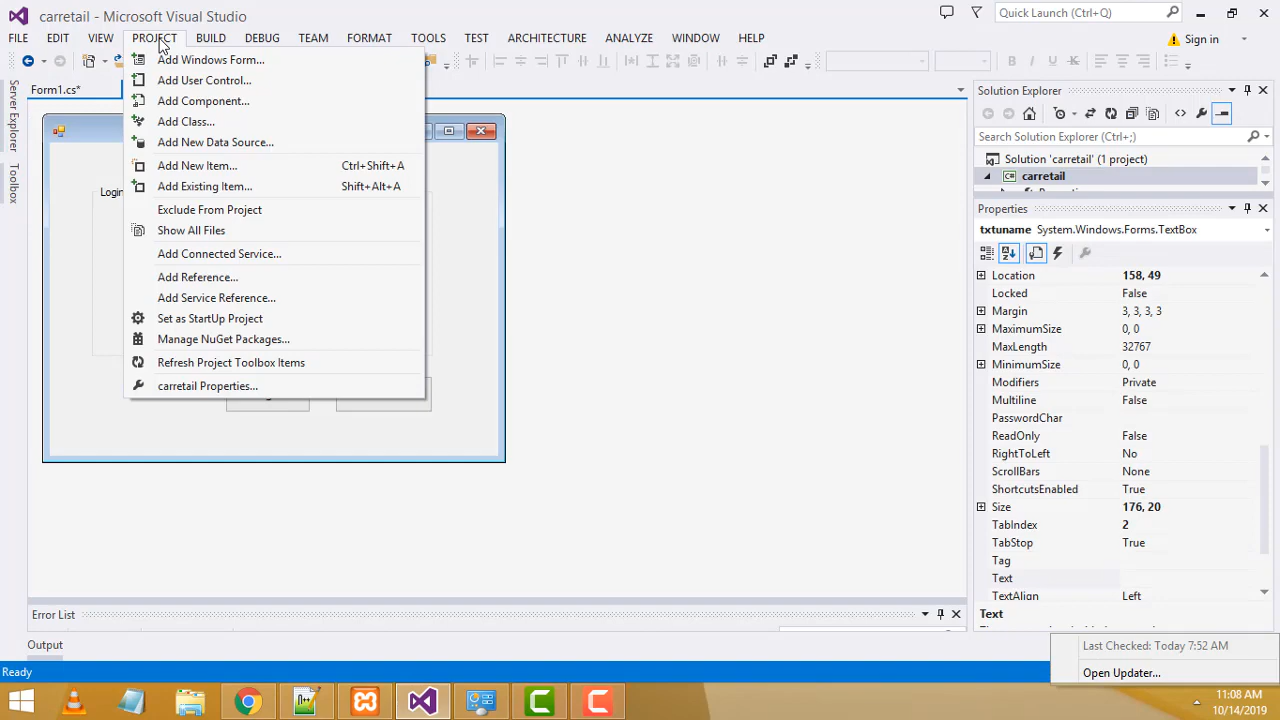 carretail - Microsoft Visual Studio
Quick Launch (Ctrl+Q)
FILE EDIT VIEW PROJECT BUILD DEBUG TEAM FORMAT TOOLS TEST ARCHITECTURE ANALYZE WINDOW HELP
Sign in
Form1.cs*
Server Explorer
Toolbox
Login
Add Windows Form...
Add User Control...
Add Component...
Add Class...
Add New Data Source...
Add New Item... Ctrl+Shift+A
Add Existing Item... Shift+Alt+A
Exclude From Project
Show All Files
Add Connected Service...
Add Reference...
Add Service Reference...
Set as StartUp Project
Manage NuGet Packages...
Refresh Project Toolbox Items
carretail Properties...
Solution Explorer
Search Solution Explorer (Ctrl+;)
Solution 'carretail' (1 project)
carretail
Properties
txtuname System.Windows.Forms.TextBox
Location 158, 49
Locked False
Margin 3, 3, 3, 3
MaximumSize 0, 0
MaxLength 32767
MinimumSize 0, 0
Modifiers Private
Multiline False
PasswordChar
ReadOnly False
RightToLeft No
ScrollBars None
ShortcutsEnabled True
Size 176, 20
TabIndex 2
TabStop True
Tag
Text
TextAlign Left
Text
Error List
Output
Ready
Last Checked: Today 7:52 AM
Open Updater...
11:08 AM
10/14/2019